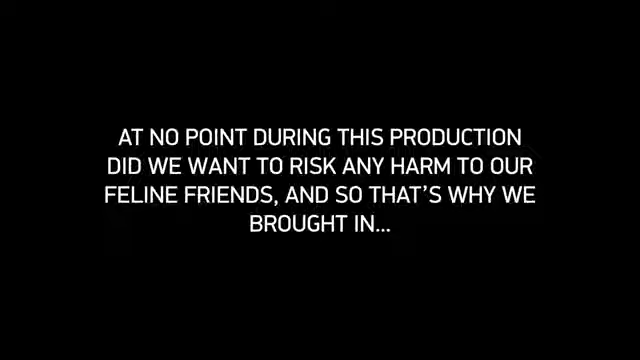 AT NO POINT DURING THIS PRODUCTION
DID WE WANT TO RISK ANY HARM TO OUR
FELINE FRIENDS, AND SO THAT'S WHY WE
BROUGHT IN...